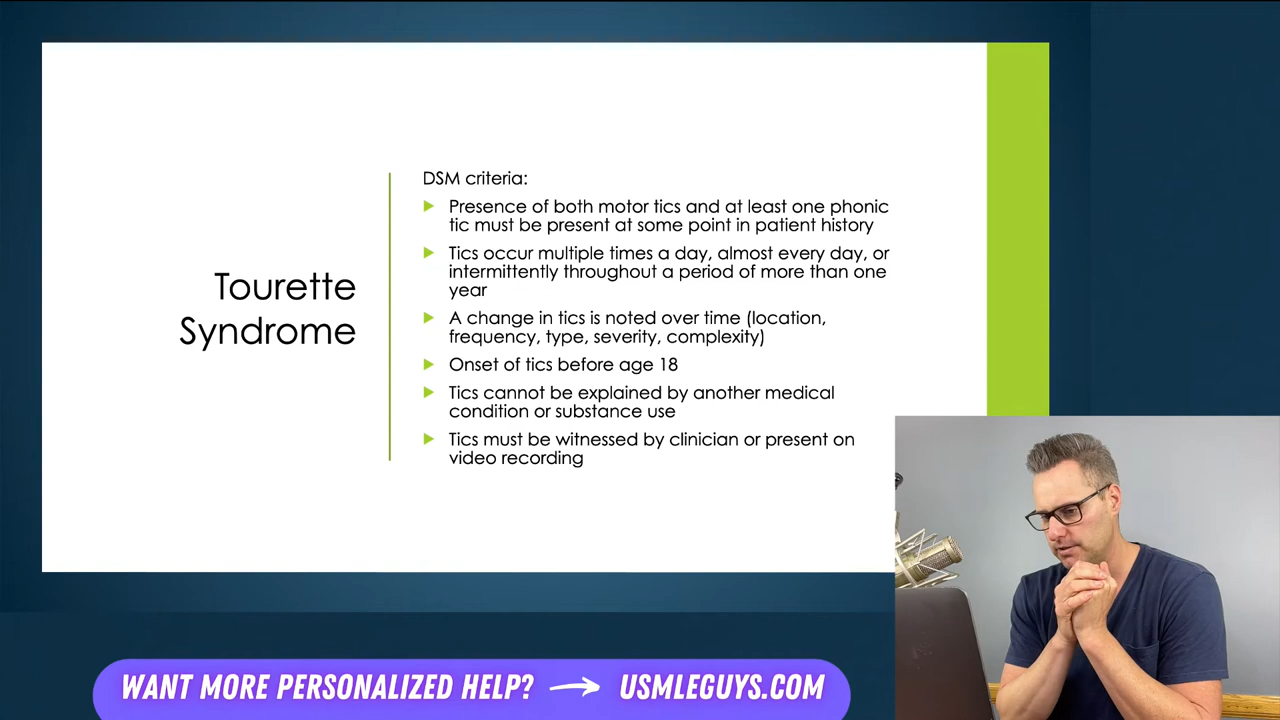 Tourette
Syndrome
DSM criteria:
Presence of both motor tics and at least one phonic
tic must be present at some point in patient history
Tics occur multiple times a day, almost every day, or
intermittently throughout a period of more than one
year
A change in tics is noted over time (location,
frequency, type, severity, complexity)
Onset of tics before age 18
Tics cannot be explained by another medical
condition or substance use
Tics must be witnessed by clinician or present on
video recording
WANT MORE PERSONALIZED HELP? → USMLEGUYS.COM